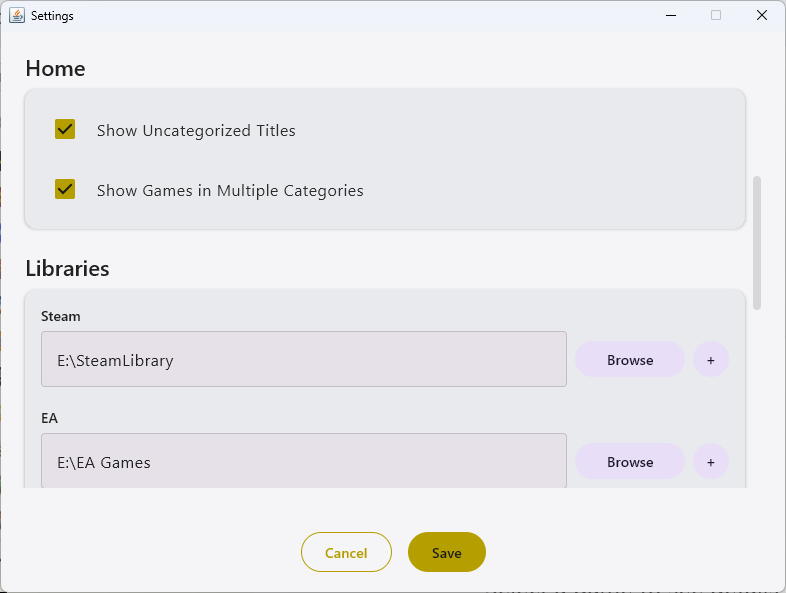 Settings
Home
Show Uncategorized Titles
Show Games in Multiple Categories
Libraries
Steam
E:\SteamLibrary
Browse
+
EA
E:\EA Games
Browse
+
Cancel
Save